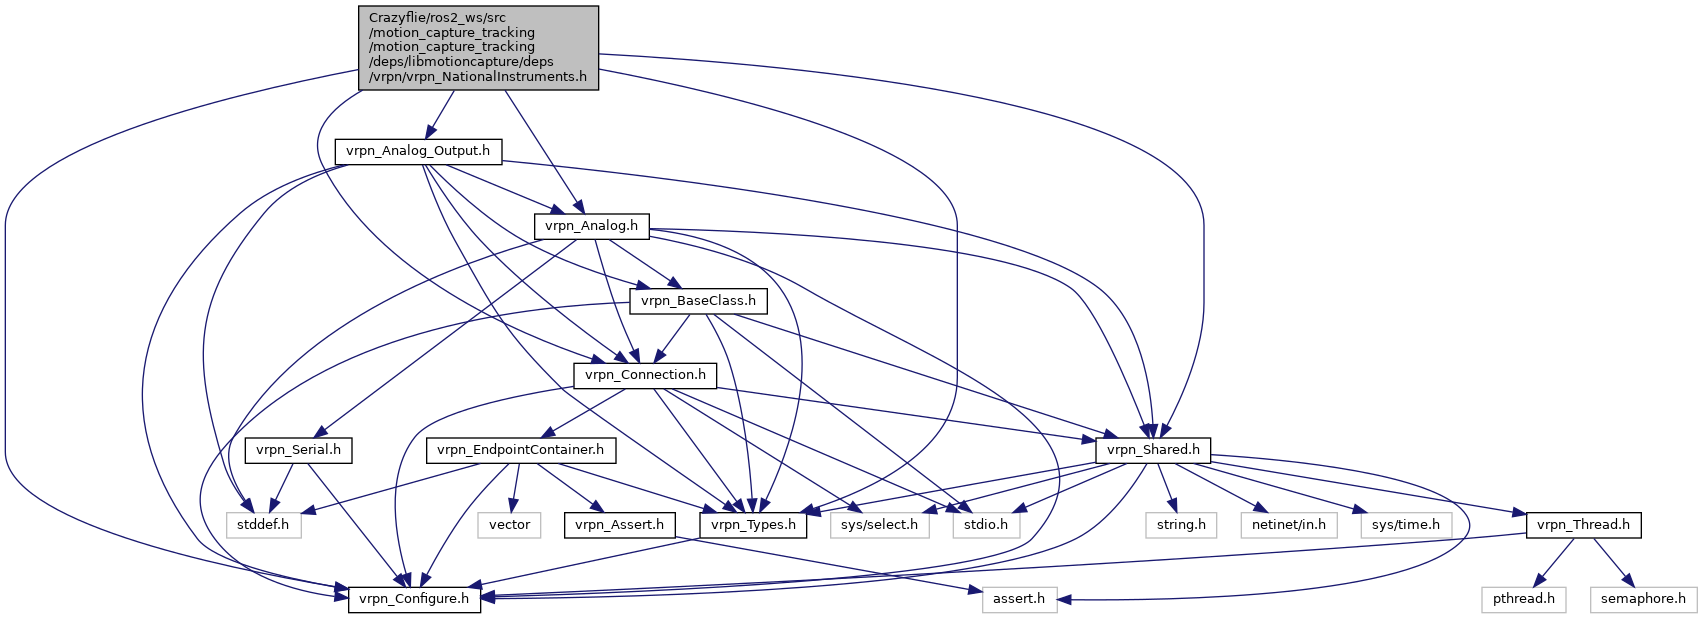 Crazyflie/ros2_ws/src
/motion_capture_tracking
/motion_capture_tracking
/deps/libmotioncapture/deps
/vrpn/vrpn_NationalInstruments.h
vrpn_Analog_Output.h
vrpn_Analog.h
vrpn_BaseClass.h
vrpn_Connection.h
vrpn_Serial.h
vrpn_EndpointContainer.h
vrpn_Shared.h
stddef.h
vector
vrpn_Assert.h
vrpn_Types.h
sys/select.h
stdio.h
string.h
netinet/in.h
sys/time.h
vrpn_Thread.h
vrpn_Configure.h
assert.h
pthread.h
semaphore.h